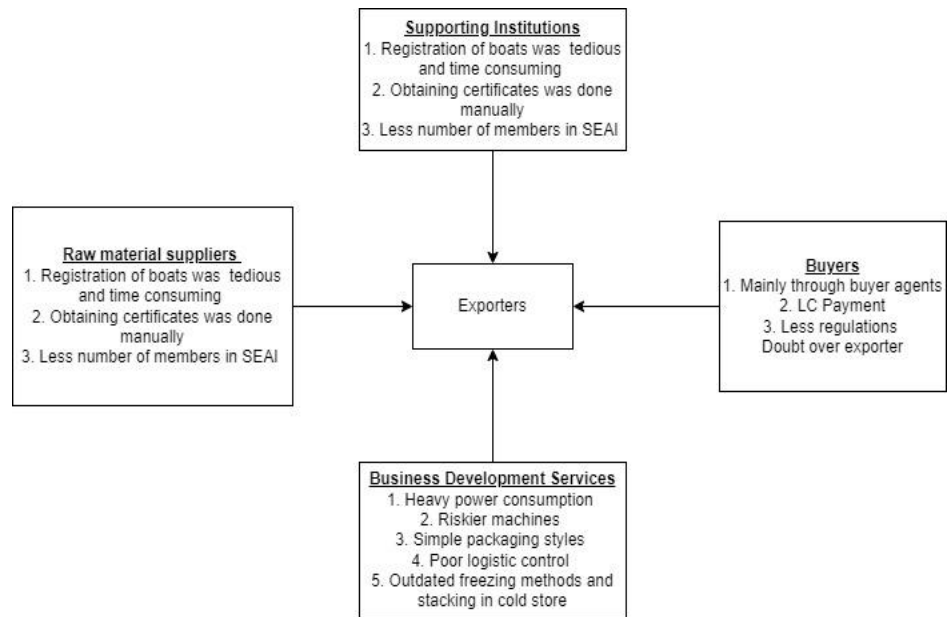 Supporting Institutions
1. Registration of boats was tedious
and time consuming
2. Obtaining certificates was done
manually
3. Less number of members in SEAI
Raw material suppliers
1. Registration of boats was tedious
and time consuming
2. Obtaining certificates was done
manually
3. Less number of members in SEAI
Exporters
Buyers
1. Mainly through buyer agents
2. LC Payment
3. Less regulations
Doubt over exporter
Business Development Services
1. Heavy power consumption
2. Riskier machines
3. Simple packaging styles
4. Poor logistic control
5. Outdated freezing methods and
stacking in cold store